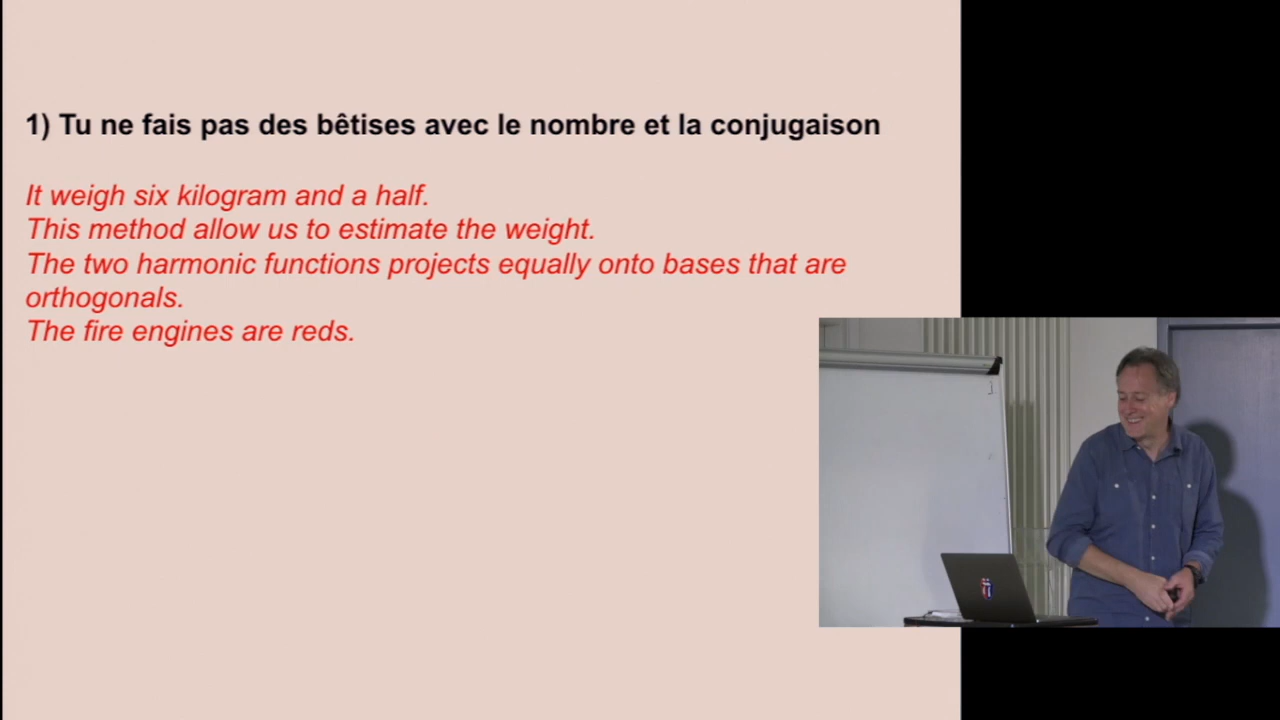 1) Tu ne fais pas des bêtises avec le nombre et la conjugaison
It weigh six kilogram and a half.
This method allow us to estimate the weight.
The two harmonic functions projects equally onto bases that are
orthogonals.
The fire engines are reds.